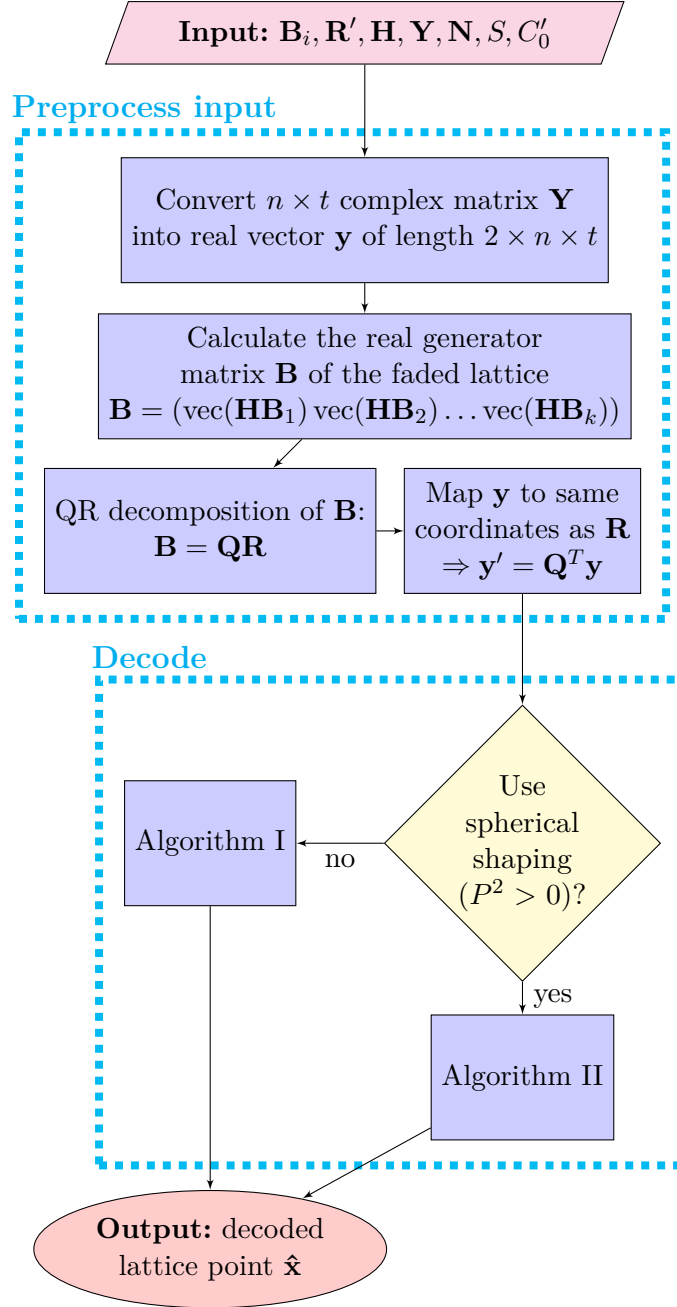 Input: B_i, R′, H, Y, N, S, C′_0
Preprocess input
Convert n × t complex matrix Y
into real vector y of length 2 × n × t
Calculate the real generator
matrix B of the faded lattice
B = (vec(HB_1) vec(HB_2) … vec(HB_k))
QR decomposition of B:
B = QR
Map y to same
coordinates as R
⇒ y′ = Q^T y
Decode
Use
spherical
shaping
(P^2 > 0)?
no
Algorithm I
yes
Algorithm II
Output: decoded
lattice point x̂